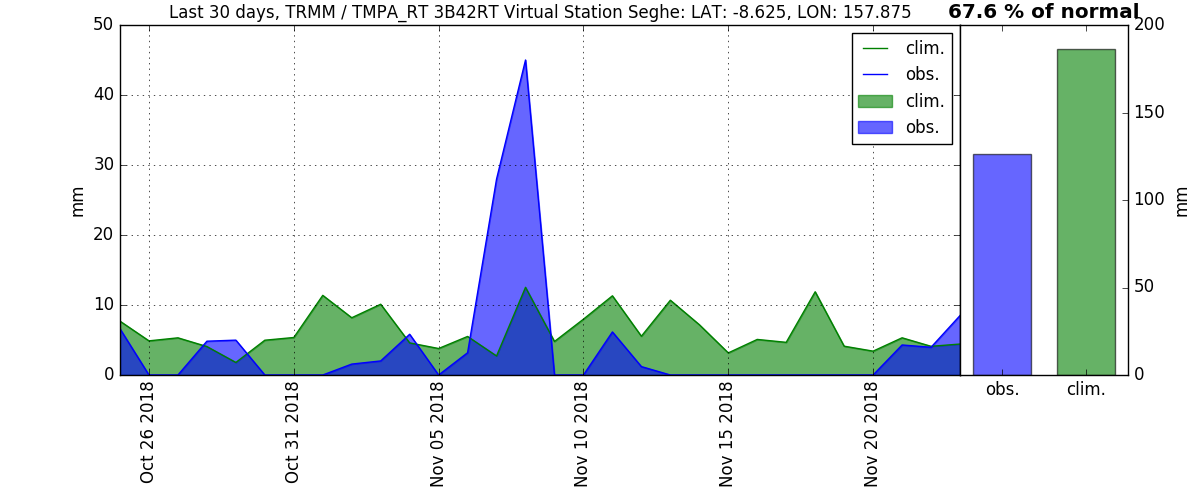 Last 30 days, TRMM / TMPA_RT 3B42RT Virtual Station Seghe: LAT: -8.625, LON: 157.875
67.6 % of normal
50
40
30
20
10
0
mm
clim.
obs.
clim.
obs.
200
150
100
50
0
mm
obs.
clim.
Oct 26 2018
Oct 31 2018
Nov 05 2018
Nov 10 2018
Nov 15 2018
Nov 20 2018